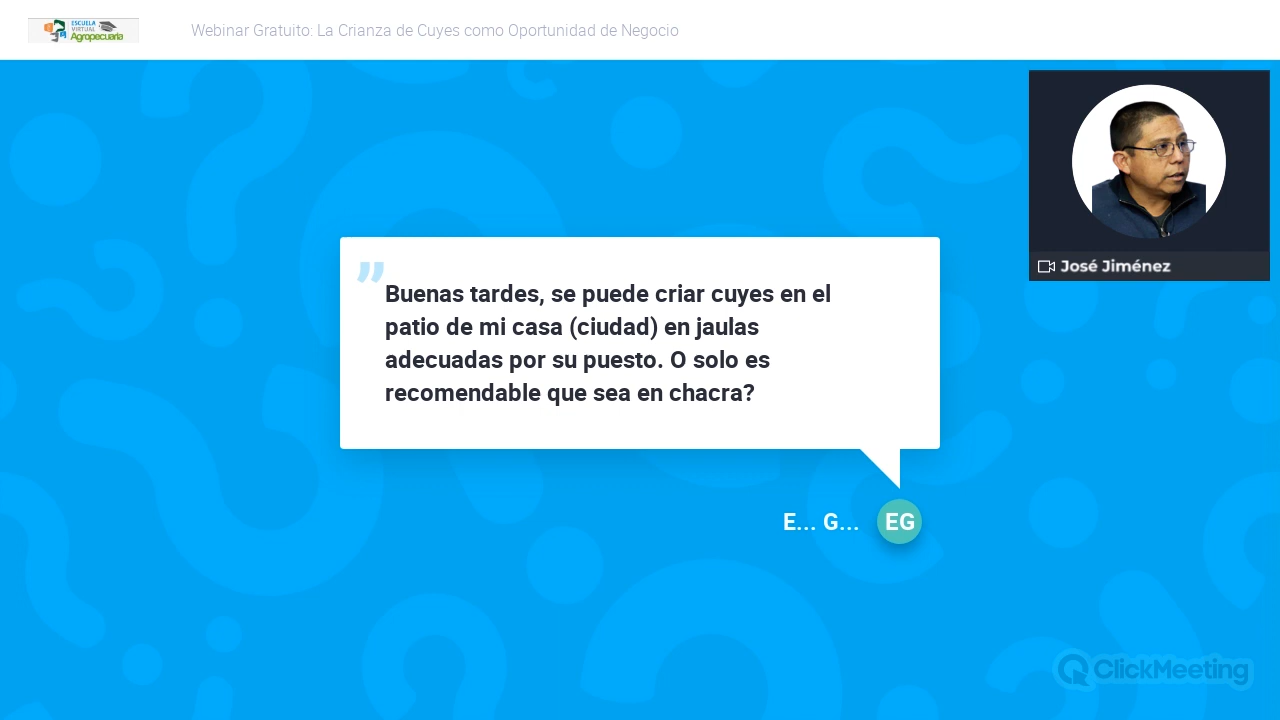 ESCUELA
VIRTUAL
Agropecuaria
Webinar Gratuito: La Crianza de Cuyes como Oportunidad de Negocio
José Jiménez
Buenas tardes, se puede criar cuyes en el
patio de mi casa (ciudad) en jaulas
adecuadas por su puesto. O solo es
recomendable que sea en chacra?
E... G...
EG
ClickMeeting